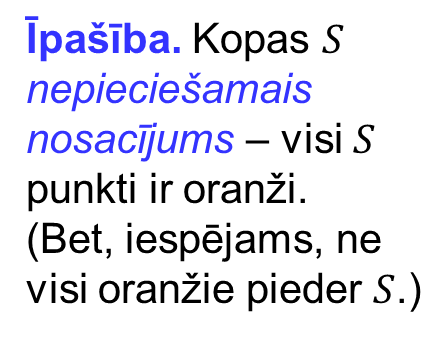 Īpašība. Kopas S
nepieciešamais
nosacījums – visi S
punkti ir oranži.
(Bet, iespējams, ne
visi oranžie pieder S.)